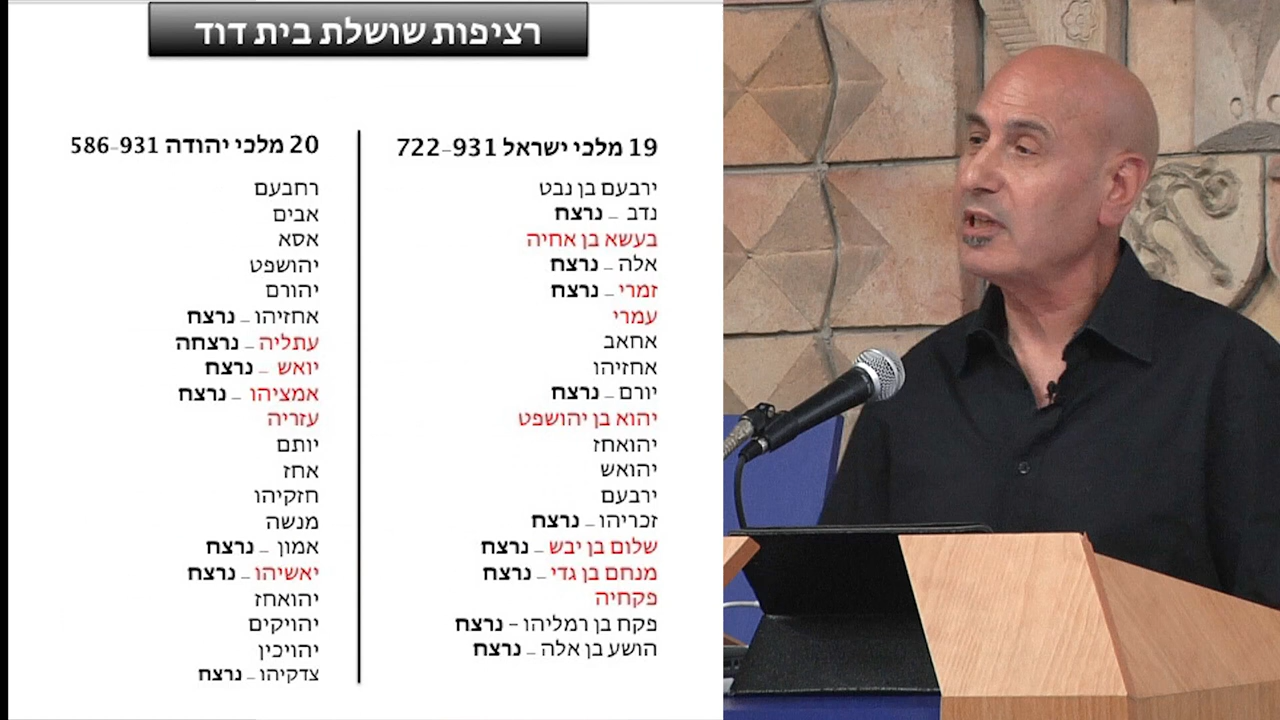 רציפות שושלת בית דוד
19 מלכי ישראל 722-931
ירבעם בן נבט
נדב – נרצח
בעשא בן אחיה
אלה – נרצח
זמרי – נרצח
עמרי
אחאב
אחזיהו
יורם – נרצח
יהוא בן יהושפט
יהואחז
יהואש
ירבעם
זכריהו – נרצח
שלום בן יבש – נרצח
מנחם בן גדי – נרצח
פקחיה
פקח בן רמליהו – נרצח
הושע בן אלה – נרצח
20 מלכי יהודה 586-931
רחבעם
אבים
אסא
יהושפט
יהורם
אחזיהו – נרצח
עתליה – נרצחה
יואש – נרצח
אמציהו – נרצח
עזריה
יותם
אחז
חזקיהו
מנשה
אמון – נרצח
יאשיהו – נרצח
יהואחז
יהויקים
יהויכין
צדקיהו – נרצח